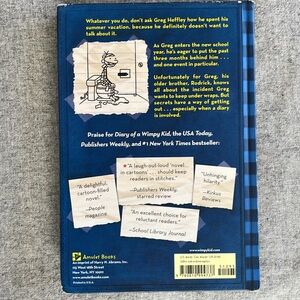 Whatever you do, don't ask Greg Heffley how he spent his
summer vacation, because he definitely doesn't want to
talk about it.
As Greg enters the new school
year, he's eager to put the past
three months behind him . . .
and one event in particular.
Unfortunately for Greg, his
older brother, Rodrick, knows
all about the incident Greg
wants to keep under wraps. But
secrets have a way of getting
out . . . especially when a diary
is involved.
Praise for Diary of a Wimpy Kid, the USA Today,
Publishers Weekly, and #1 New York Times bestseller:
"A delightful,
cartoon-filled
novel."
—People
magazine
★"A laugh-out-loud novel
in cartoons . . . should keep
readers in stitches."
—Publishers Weekly,
starred review
"Unhinging
hilarity."
—Kirkus
Reviews
"An excellent choice for
reluctant readers."
—School Library Journal
Amulet Books
An imprint of Harry N. Abrams, Inc.
115 West 18th Street
New York, NY 10011
www.amuletbooks.com
Printed in U.S.A.
www.wimpykid.com